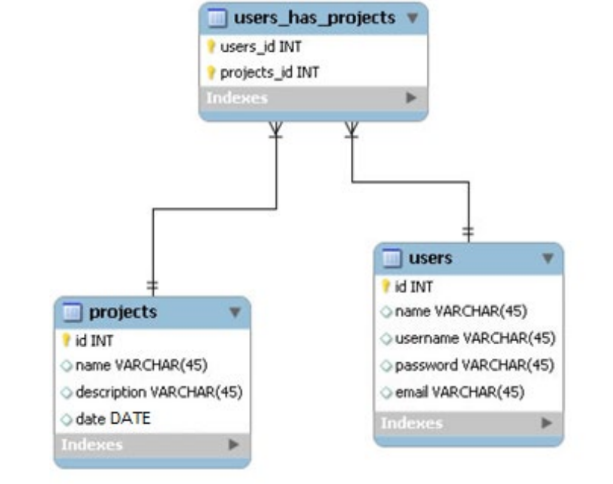 users_has_projects
users_id INT
projects_id INT
Indexes
projects
id INT
name VARCHAR(45)
description VARCHAR(45)
date DATE
Indexes
users
id INT
name VARCHAR(45)
username VARCHAR(45)
password VARCHAR(45)
email VARCHAR(45)
Indexes